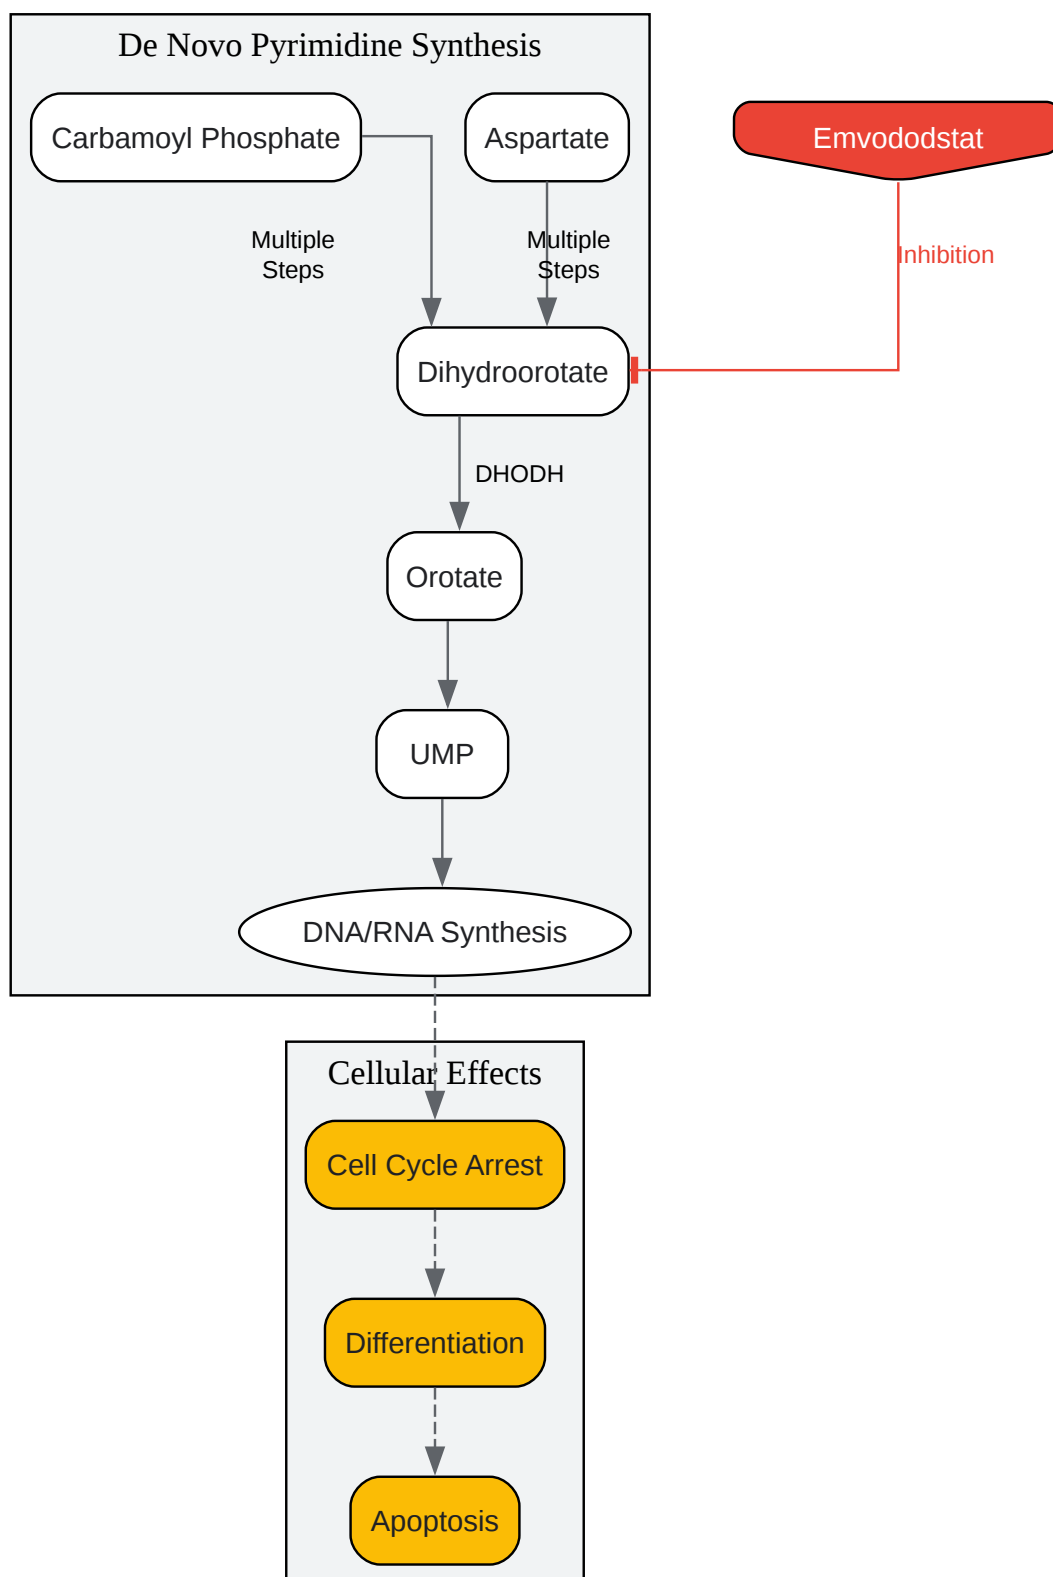 De Novo Pyrimidine Synthesis
Carbamoyl Phosphate
Aspartate
Emvododstat
Multiple
Steps
Multiple
Steps
Inhibition
Dihydroorotate
DHODH
Orotate
UMP
DNA/RNA Synthesis
Cellular Effects
Cell Cycle Arrest
Differentiation
Apoptosis